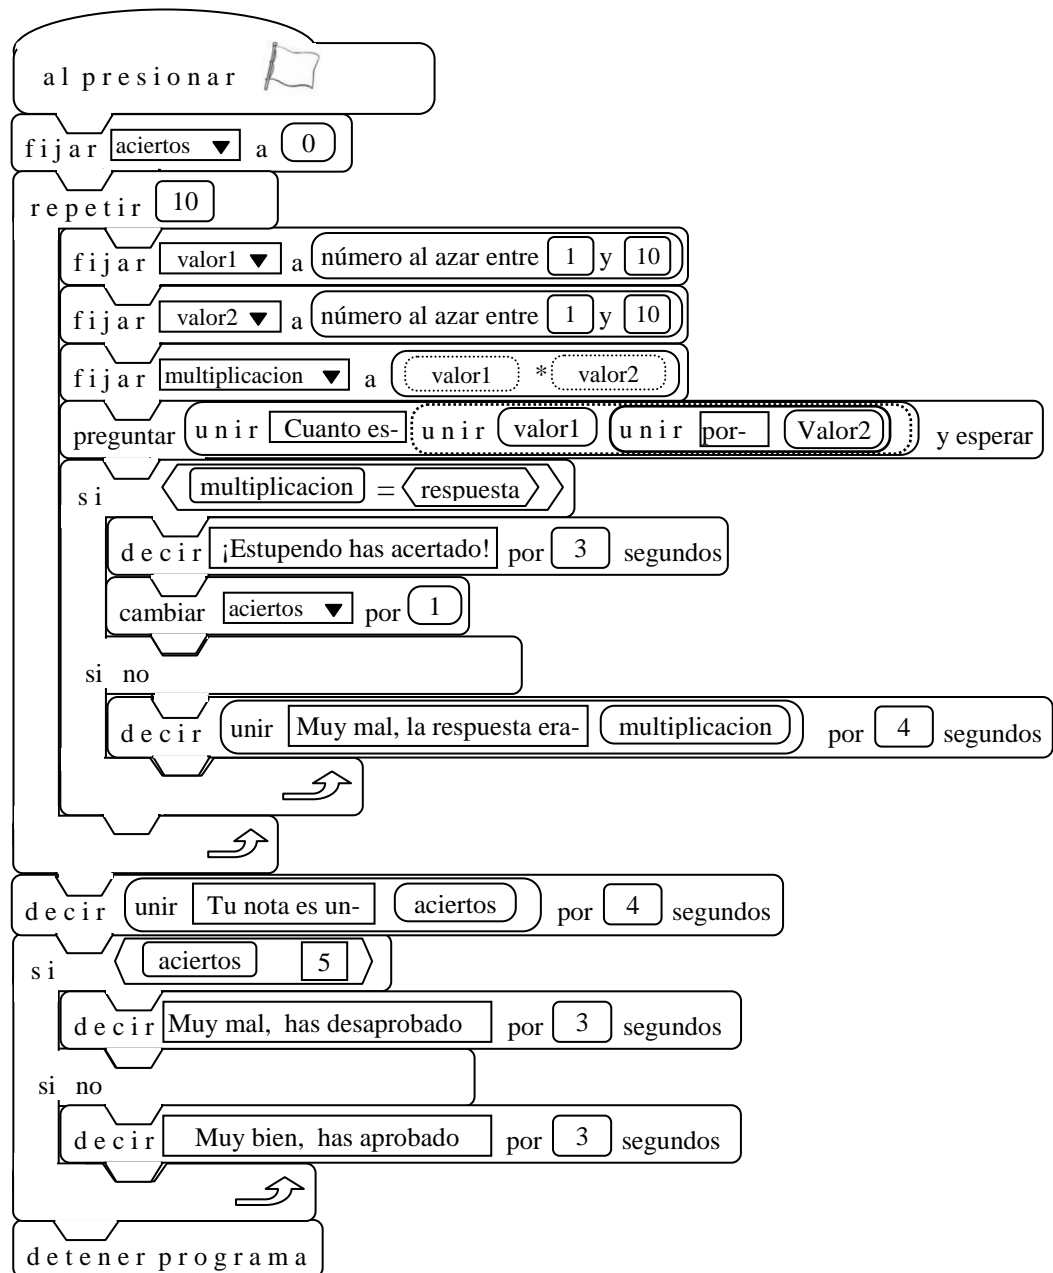 al presionar
fijar aciertos ▼ a 0
repetir 10
fijar valor1 ▼ a número al azar entre 1 y 10
fijar valor2 ▼ a número al azar entre 1 y 10
fijar multiplicacion ▼ a valor1 * valor2
preguntar unir Cuanto es- unir valor1 unir por- Valor2 y esperar
si multiplicacion = respuesta
decir ¡Estupendo has acertado! por 3 segundos
cambiar aciertos ▼ por 1
si no
decir unir Muy mal, la respuesta era- multiplicacion por 4 segundos
decir unir Tu nota es un- aciertos por 4 segundos
si aciertos 5
decir Muy mal, has desaprobado por 3 segundos
si no
decir Muy bien, has aprobado por 3 segundos
detener programa